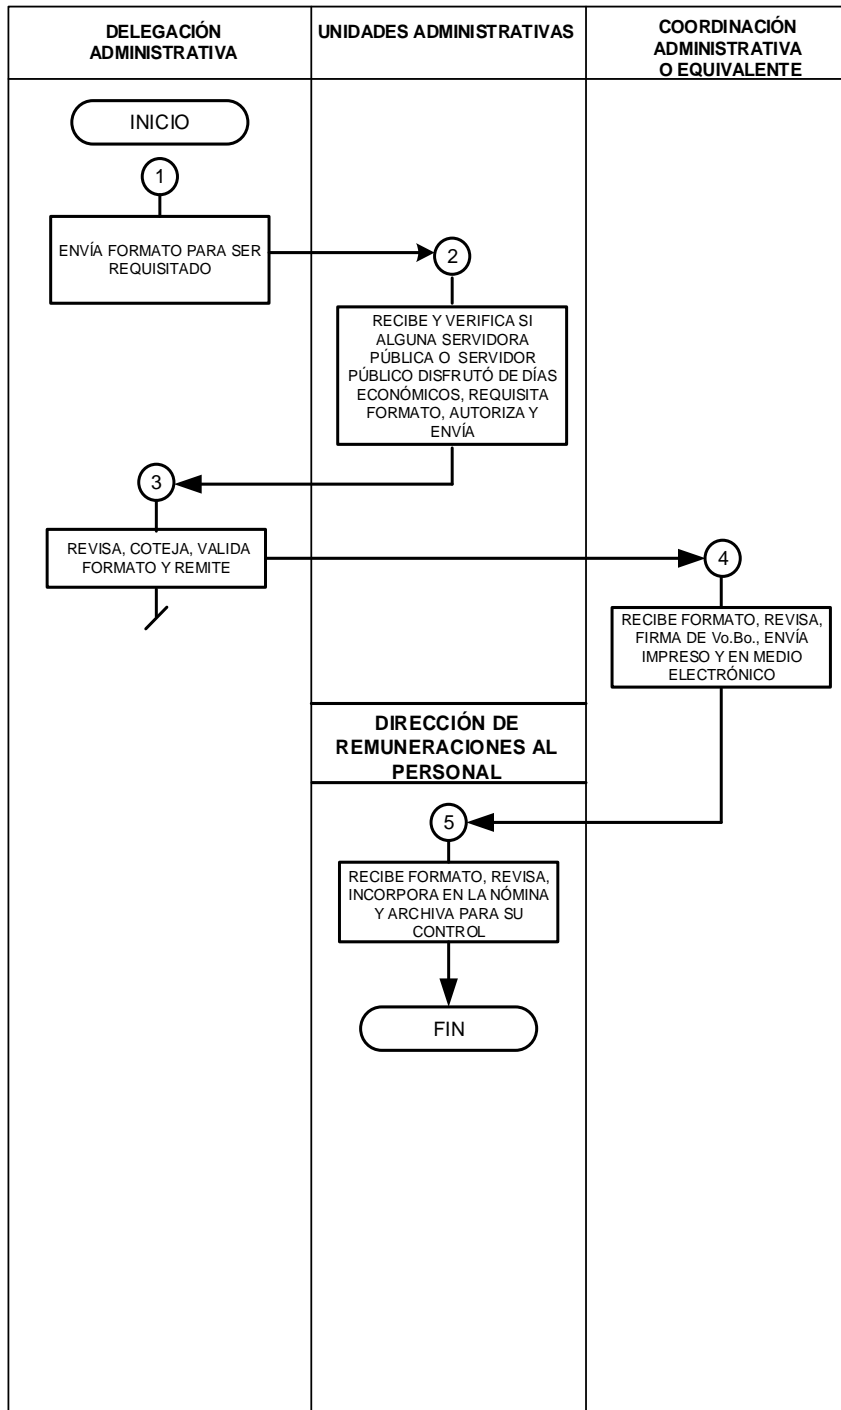 DELEGACIÓN
ADMINISTRATIVA
UNIDADES ADMINISTRATIVAS
COORDINACIÓN
ADMINISTRATIVA
O EQUIVALENTE
INICIO
1
ENVÍA FORMATO PARA SER
REQUISITADO
2
RECIBE Y VERIFICA SI
ALGUNA SERVIDORA
PÚBLICA O SERVIDOR
PÚBLICO DISFRUTÓ DE DÍAS
ECONÓMICOS, REQUISITA
FORMATO, AUTORIZA Y
ENVÍA
3
REVISA, COTEJA, VALIDA
FORMATO Y REMITE
4
RECIBE FORMATO, REVISA,
FIRMA DE Vo.Bo., ENVÍA
IMPRESO Y EN MEDIO
ELECTRÓNICO
DIRECCIÓN DE
REMUNERACIONES AL
PERSONAL
5
RECIBE FORMATO, REVISA,
INCORPORA EN LA NÓMINA
Y ARCHIVA PARA SU
CONTROL
FIN